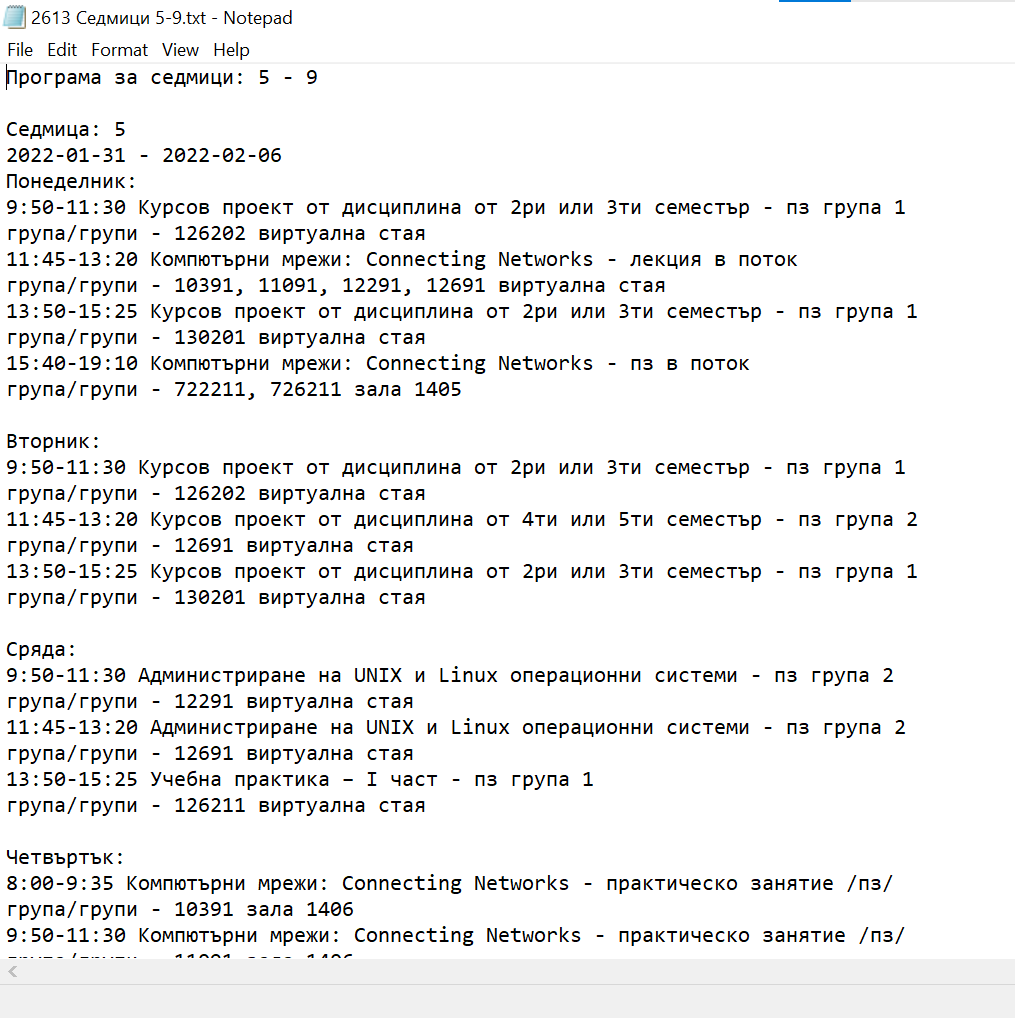 2613 Седмици 5-9.txt - Notepad
File Edit Format View Help
Програма за седмици: 5 - 9
Седмица: 5
2022-01-31 - 2022-02-06
Понеделник:
9:50-11:30 Курсов проект от дисциплина от 2ри или 3ти семестър - пз група 1
група/групи - 126202 виртуална стая
11:45-13:20 Компютърни мрежи: Connecting Networks - лекция в поток
група/групи - 10391, 11091, 12291, 12691 виртуална стая
13:50-15:25 Курсов проект от дисциплина от 2ри или 3ти семестър - пз група 1
група/групи - 130201 виртуална стая
15:40-19:10 Компютърни мрежи: Connecting Networks - пз в поток
група/групи - 722211, 726211 зала 1405
Вторник:
9:50-11:30 Курсов проект от дисциплина от 2ри или 3ти семестър - пз група 1
група/групи - 126202 виртуална стая
11:45-13:20 Курсов проект от дисциплина от 4ти или 5ти семестър - пз група 2
група/групи - 12691 виртуална стая
13:50-15:25 Курсов проект от дисциплина от 2ри или 3ти семестър - пз група 1
група/групи - 130201 виртуална стая
Сряда:
9:50-11:30 Администриране на UNIX и Linux операционни системи - пз група 2
група/групи - 12291 виртуална стая
11:45-13:20 Администриране на UNIX и Linux операционни системи - пз група 2
група/групи - 12691 виртуална стая
13:50-15:25 Учебна практика – I част - пз група 1
група/групи - 126211 виртуална стая
Четвъртък:
8:00-9:35 Компютърни мрежи: Connecting Networks - практическо занятие /пз/
група/групи - 10391 зала 1406
9:50-11:30 Компютърни мрежи: Connecting Networks - практическо занятие /пз/